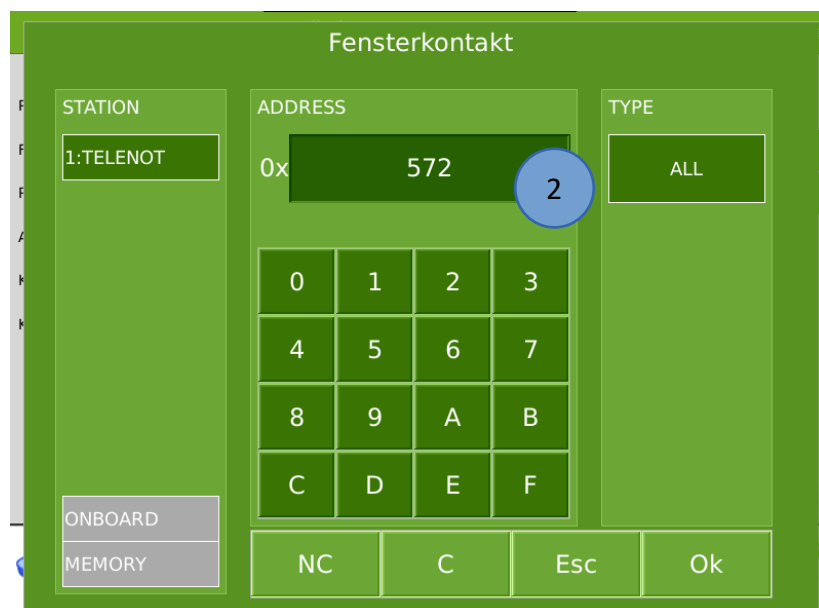 Fensterkontakt
STATION
1:TELENOT
ONBOARD
MEMORY
ADDRESS
0x 572
2
0 1 2 3
4 5 6 7
8 9 A B
C D E F
TYPE
ALL
NC C Esc Ok